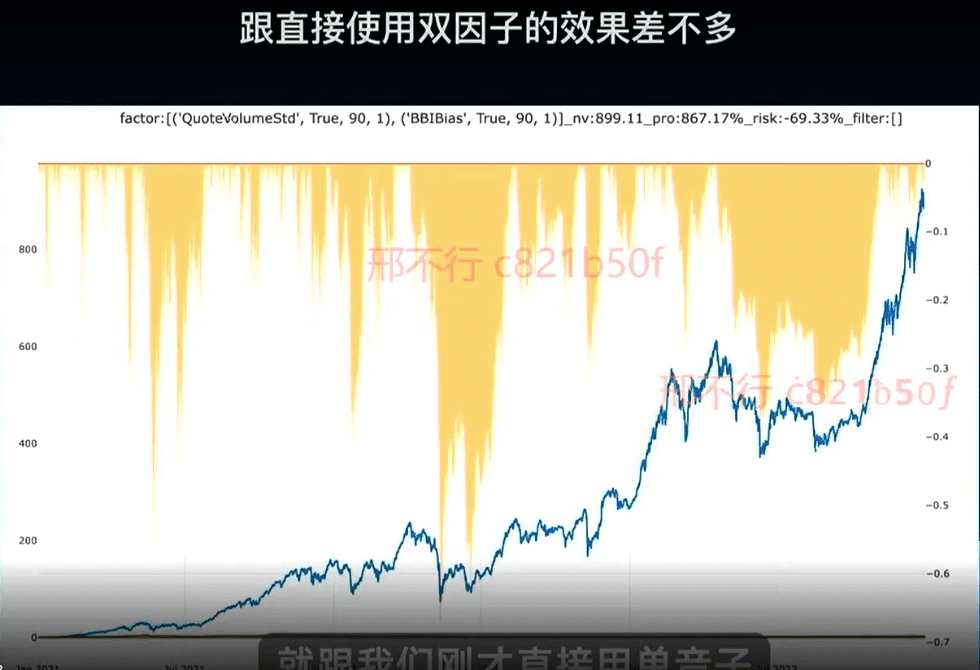 跟直接使用双因子的效果差不多
factor:[('QuoteVolumeStd', True, 90, 1), ('BBIBias', True, 90, 1)]_nv:899.11_pro:867.17%_risk:-69.33%_filter:[]
0
800
−0.1
邢不行 c821b50f
−0.2
600
−0.3
邢不行 c821b50f
400
−0.4
−0.5
200
−0.6
0
−0.7
Jan 2021
Jul 2021
就跟我们刚才直接用单音子